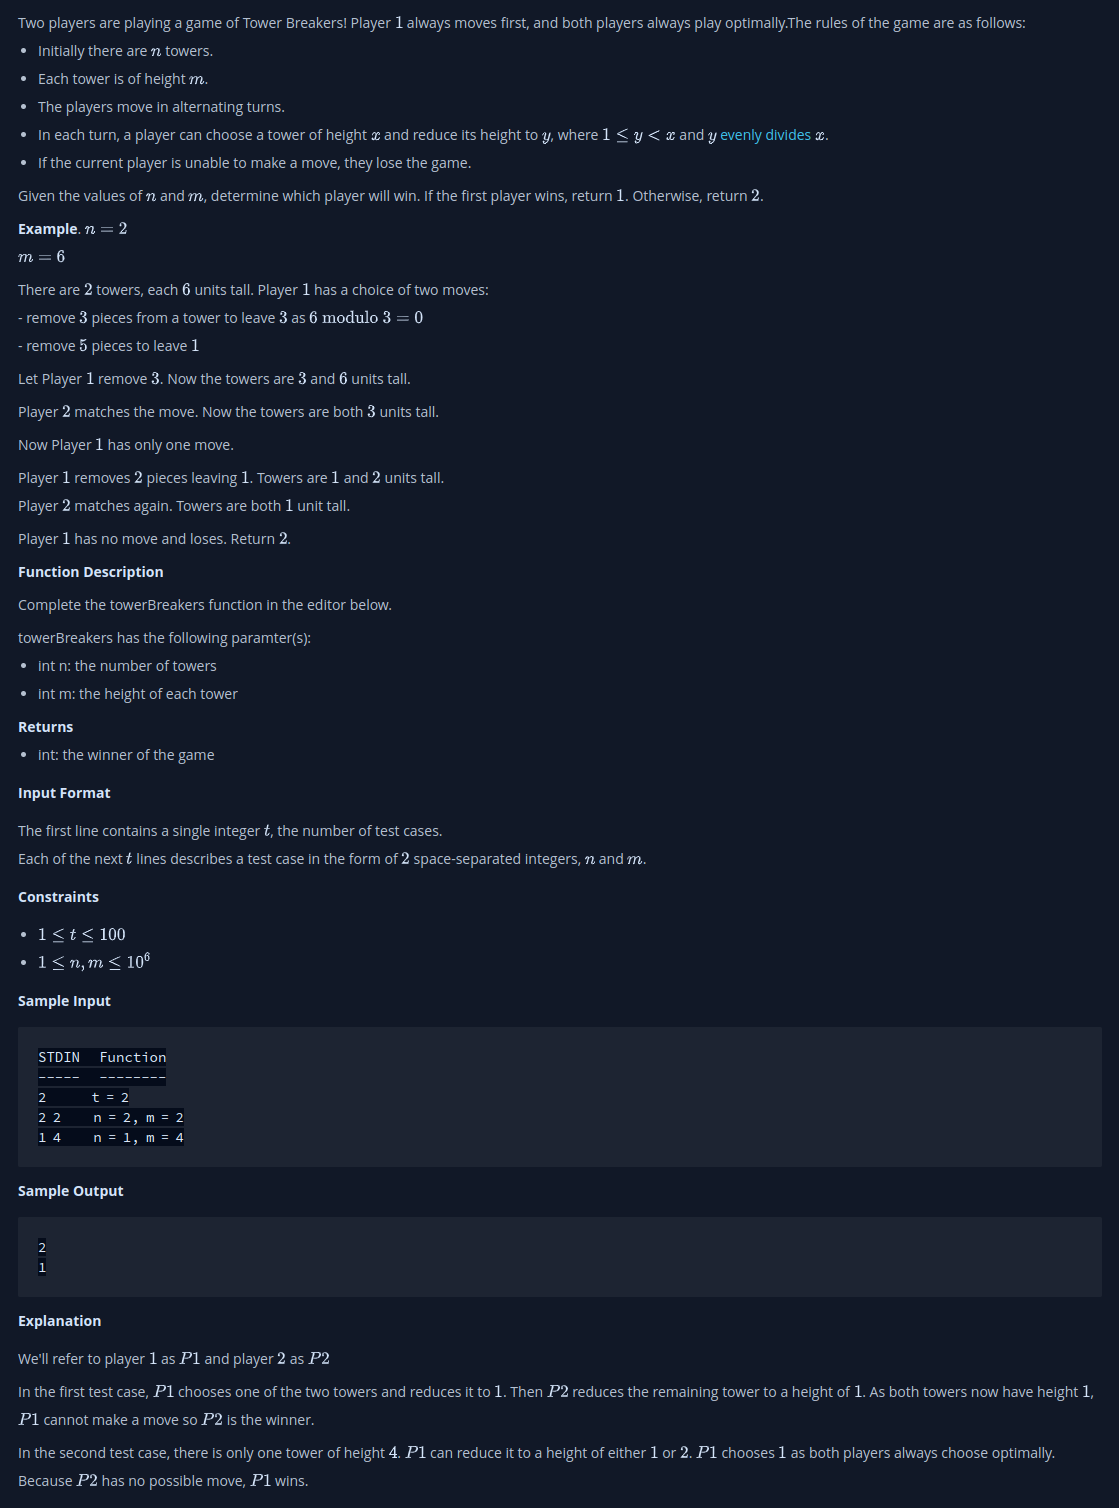 Two players are playing a game of Tower Breakers! Player 1 always moves first, and both players always play optimally.The rules of the game are as follows:
• Initially there are n towers.
• Each tower is of height m.
• The players move in alternating turns.
• In each turn, a player can choose a tower of height x and reduce its height to y, where 1 ≤ y < x and y evenly divides x.
• If the current player is unable to make a move, they lose the game.
Given the values of n and m, determine which player will win. If the first player wins, return 1. Otherwise, return 2.
Example. n = 2
m = 6
There are 2 towers, each 6 units tall. Player 1 has a choice of two moves:
- remove 3 pieces from a tower to leave 3 as 6 modulo 3 = 0
- remove 5 pieces to leave 1
Let Player 1 remove 3. Now the towers are 3 and 6 units tall.
Player 2 matches the move. Now the towers are both 3 units tall.
Now Player 1 has only one move.
Player 1 removes 2 pieces leaving 1. Towers are 1 and 2 units tall.
Player 2 matches again. Towers are both 1 unit tall.
Player 1 has no move and loses. Return 2.
Function Description
Complete the towerBreakers function in the editor below.
towerBreakers has the following paramter(s):
• int n: the number of towers
• int m: the height of each tower
Returns
• int: the winner of the game
Input Format
The first line contains a single integer t, the number of test cases.
Each of the next t lines describes a test case in the form of 2 space-separated integers, n and m.
Constraints
• 1 ≤ t ≤ 100
• 1 ≤ n, m ≤ 10⁶
Sample Input
STDIN Function
----- --------
2 t = 2
2 2 n = 2, m = 2
1 4 n = 1, m = 4
Sample Output
2
1
Explanation
We'll refer to player 1 as P1 and player 2 as P2
In the first test case, P1 chooses one of the two towers and reduces it to 1. Then P2 reduces the remaining tower to a height of 1. As both towers now have height 1,
P1 cannot make a move so P2 is the winner.
In the second test case, there is only one tower of height 4. P1 can reduce it to a height of either 1 or 2. P1 chooses 1 as both players always choose optimally.
Because P2 has no possible move, P1 wins.